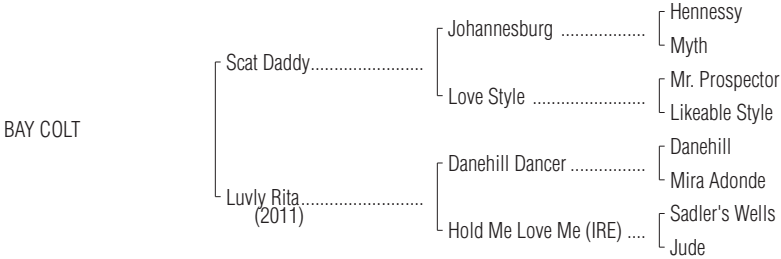 Hennessy
Johannesburg ..................
Myth
Scat Daddy........................
Mr. Prospector
Love Style ........................
Likeable Style
BAY COLT
Danehill
Danehill Dancer ................
Mira Adonde
Luvly Rita..........................
(2011)
Sadler's Wells
Hold Me Love Me (IRE) ....
Jude